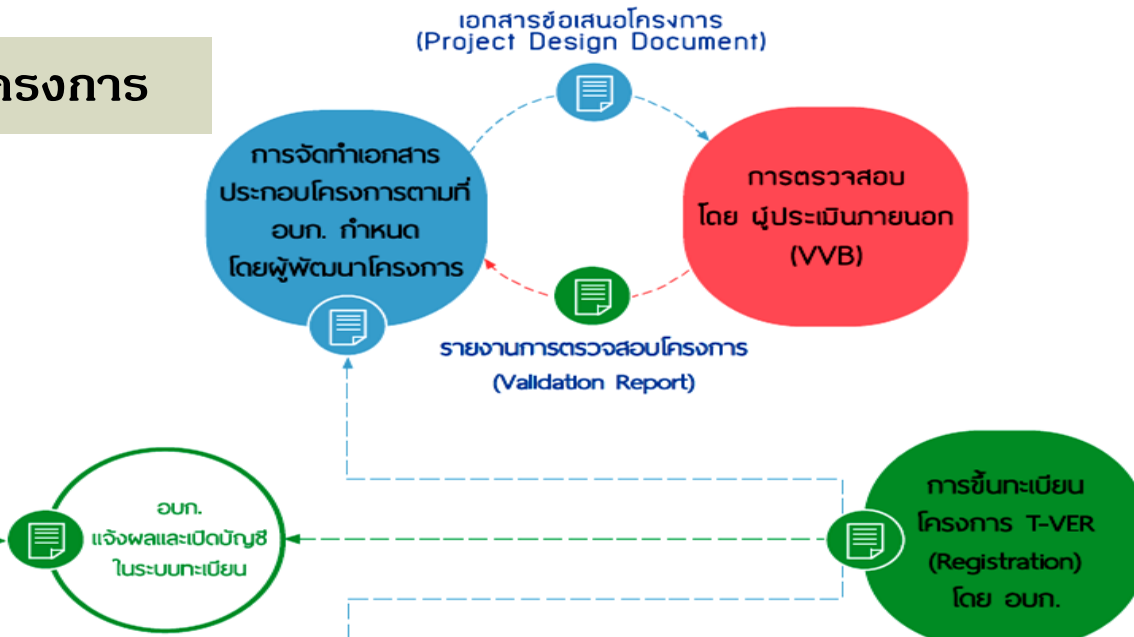 เอกสารข้อเสนอโครงการ
(Project Design Document)
ครงการ
การจัดทำเอกสาร
ประกอบโครงการตามที่
อบก. กำหนด
โดยผู้พัฒนาโครงการ
การตรวจสอบ
โดย ผู้ประเมินภายนอก
(VVB)
รายงานการตรวจสอบโครงการ
(Validation Report)
อบก.
แจ้งผลและเปิดบัญชี
ในระบบทะเบียน
การขึ้นทะเบียน
โครงการ T-VER
(Registration)
โดย อบก.